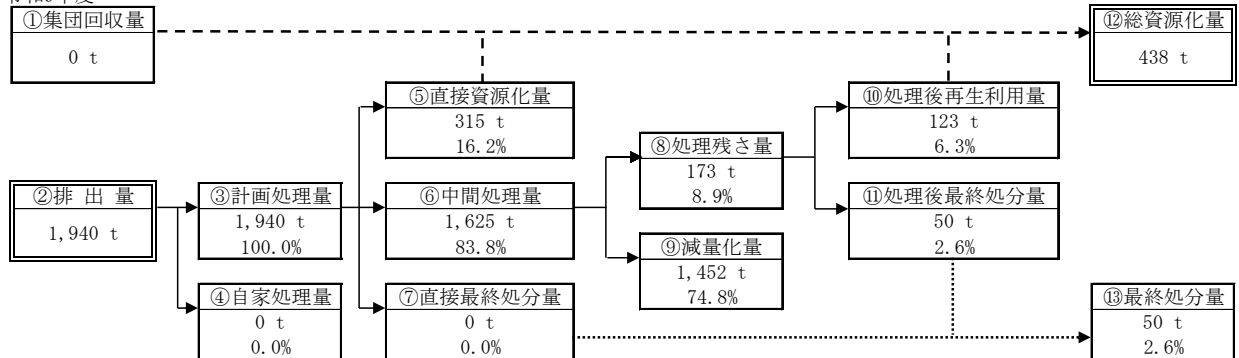 ①集団回収量
0 t
⑫総資源化量
438 t
⑤直接資源化量
315 t
16.2%
⑩処理後再生利用量
123 t
6.3%
⑧処理残さ量
173 t
8.9%
②排 出 量
1,940 t
③計画処理量
1,940 t
100.0%
⑥中間処理量
1,625 t
83.8%
⑪処理後最終処分量
50 t
2.6%
⑨減量化量
1,452 t
74.8%
④自家処理量
0 t
0.0%
⑦直接最終処分量
0 t
0.0%
⑬最終処分量
50 t
2.6%